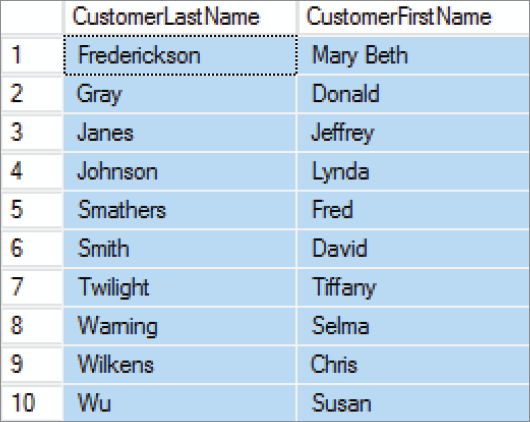 CustomerLastName CustomerFirstName
1 Frederickson Mary Beth
2 Gray Donald
3 Janes Jeffrey
4 Johnson Lynda
5 Smathers Fred
6 Smith David
7 Twilight Tiffany
8 Warning Selma
9 Wilkens Chris
10 Wu Susan